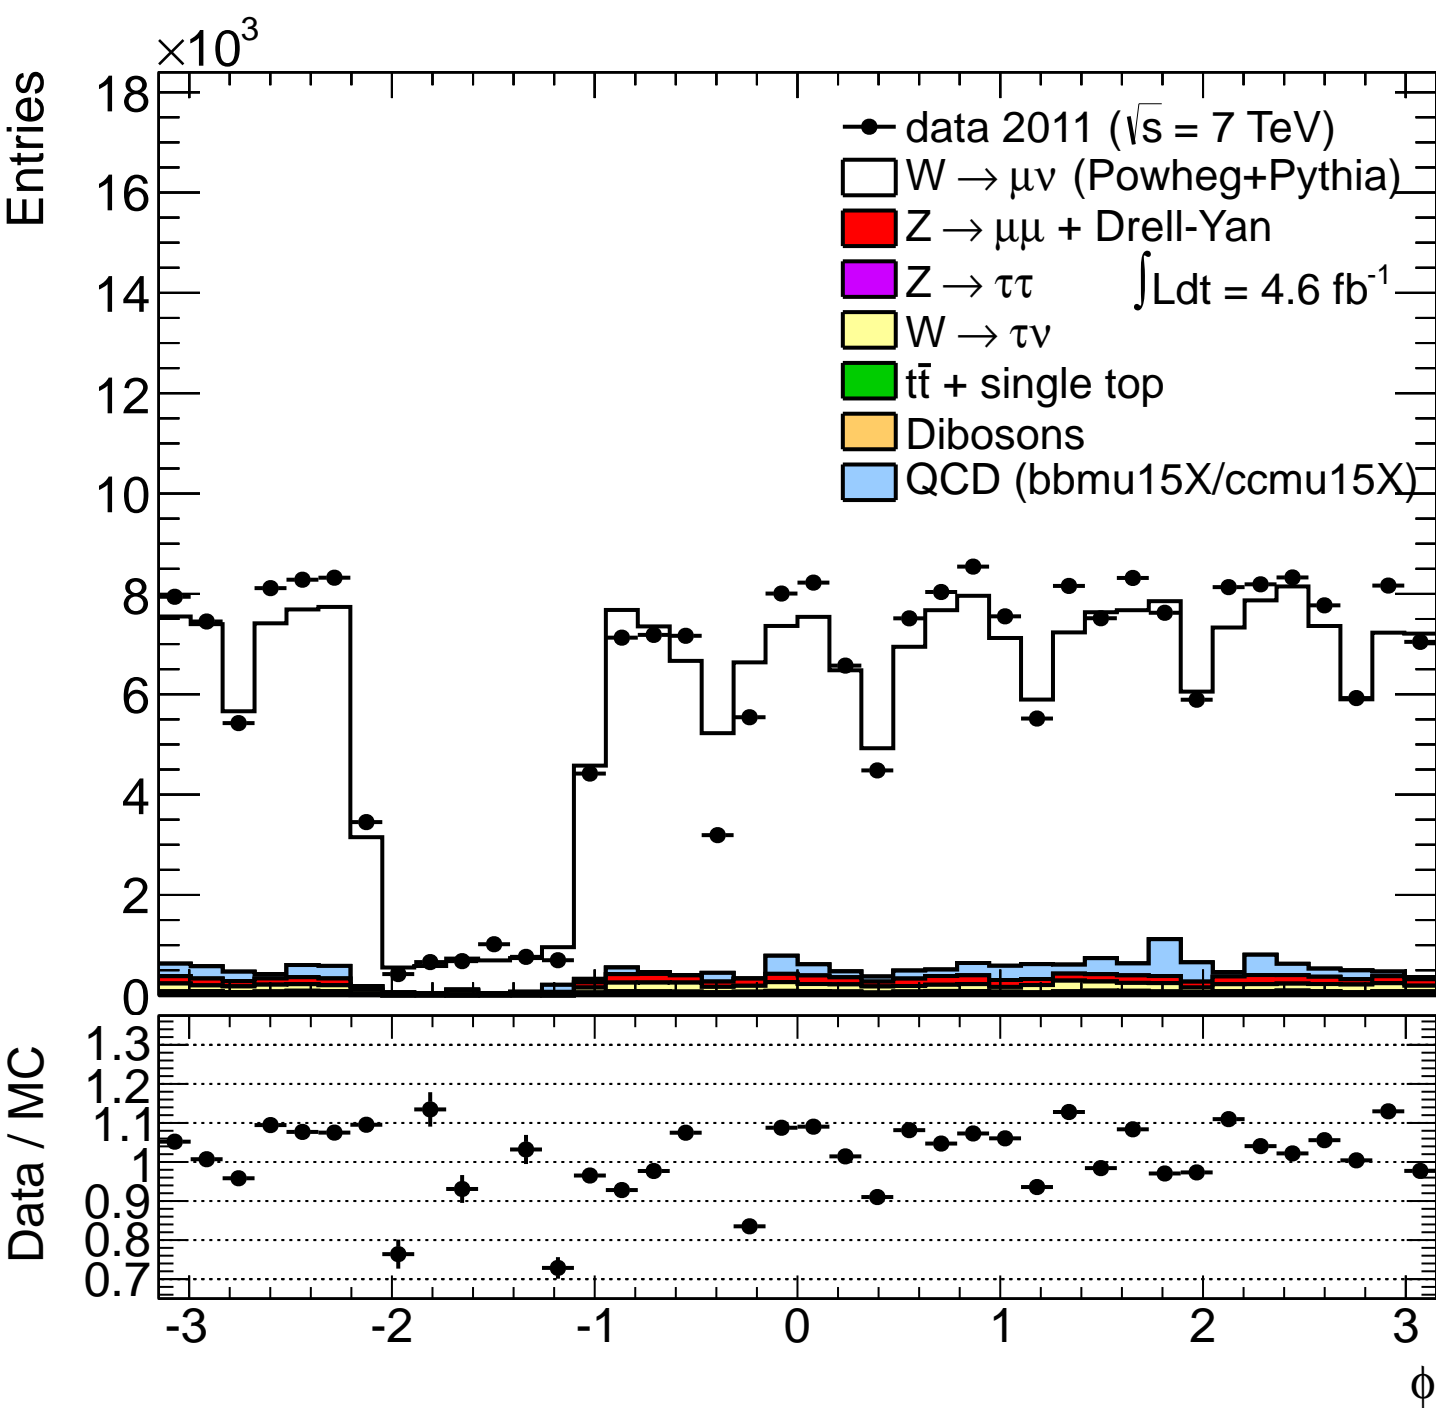 ×10³
Entries
18
16
14
12
10
8
6
4
2
0
data 2011 (√s = 7 TeV)
W → μν (Powheg+Pythia)
Z → μμ + Drell-Yan
Z → ττ
∫Ldt = 4.6 fb⁻¹
W → τν
tt̄ + single top
Dibosons
QCD (bbmu15X/ccmu15X)
Data / MC
1.3
1.2
1.1
1
0.9
0.8
0.7
-3 -2 -1 0 1 2 3
ϕ